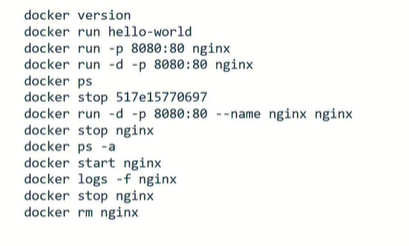 docker version
docker run hello-world
docker run -p 8080:80 nginx
docker run -d -p 8080:80 nginx
docker ps
docker stop 517e15770697
docker run -d -p 8080:80 --name nginx nginx
docker stop nginx
docker ps -a
docker start nginx
docker logs -f nginx
docker stop nginx
docker rm nginx